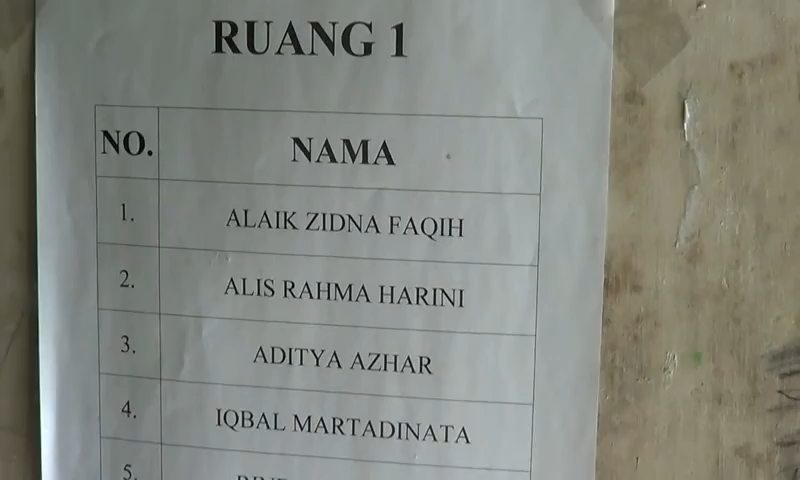 RUANG 1
NO. NAMA
1. ALAIK ZIDNA FAQIH
2. ALIS RAHMA HARINI
3. ADITYA AZHAR
4. IQBAL MARTADINATA
5.